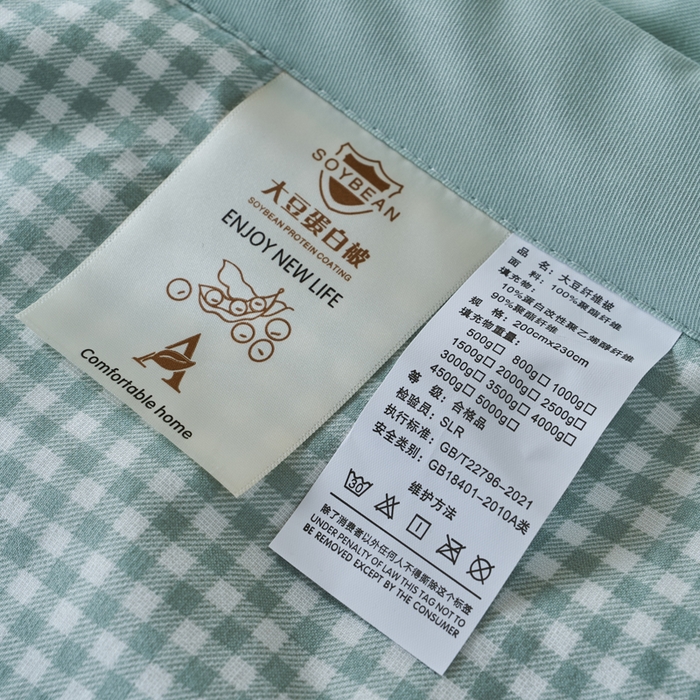 SOYBEAN
大豆蛋白被
SOYBEAN PROTEIN COATING
ENJOY NEW LIFE
A
Comfortable home
品 名：大豆纤维被
面 料：100%聚酯纤维
填充物：
10%蛋白改性聚乙烯醇纤维
90%聚酯纤维
规 格：200cmx230cm
填充物重量：
500g□ 800g□ 1000g□
1500g□ 2000g□ 2500g□
3000g□ 3500g□ 4000g□
4500g□ 5000g□
等 级：合格品
检验员：SLR
执行标准：GB/T22796-2021
安全类别：GB18401-2010A类
维护方法
30
除了消费者以外任何人不得撕除这个标签
UNDER PENALTY OF LAW THIS TAG NOT TO
BE REMOVED EXCEPT BY THE CONSUMER